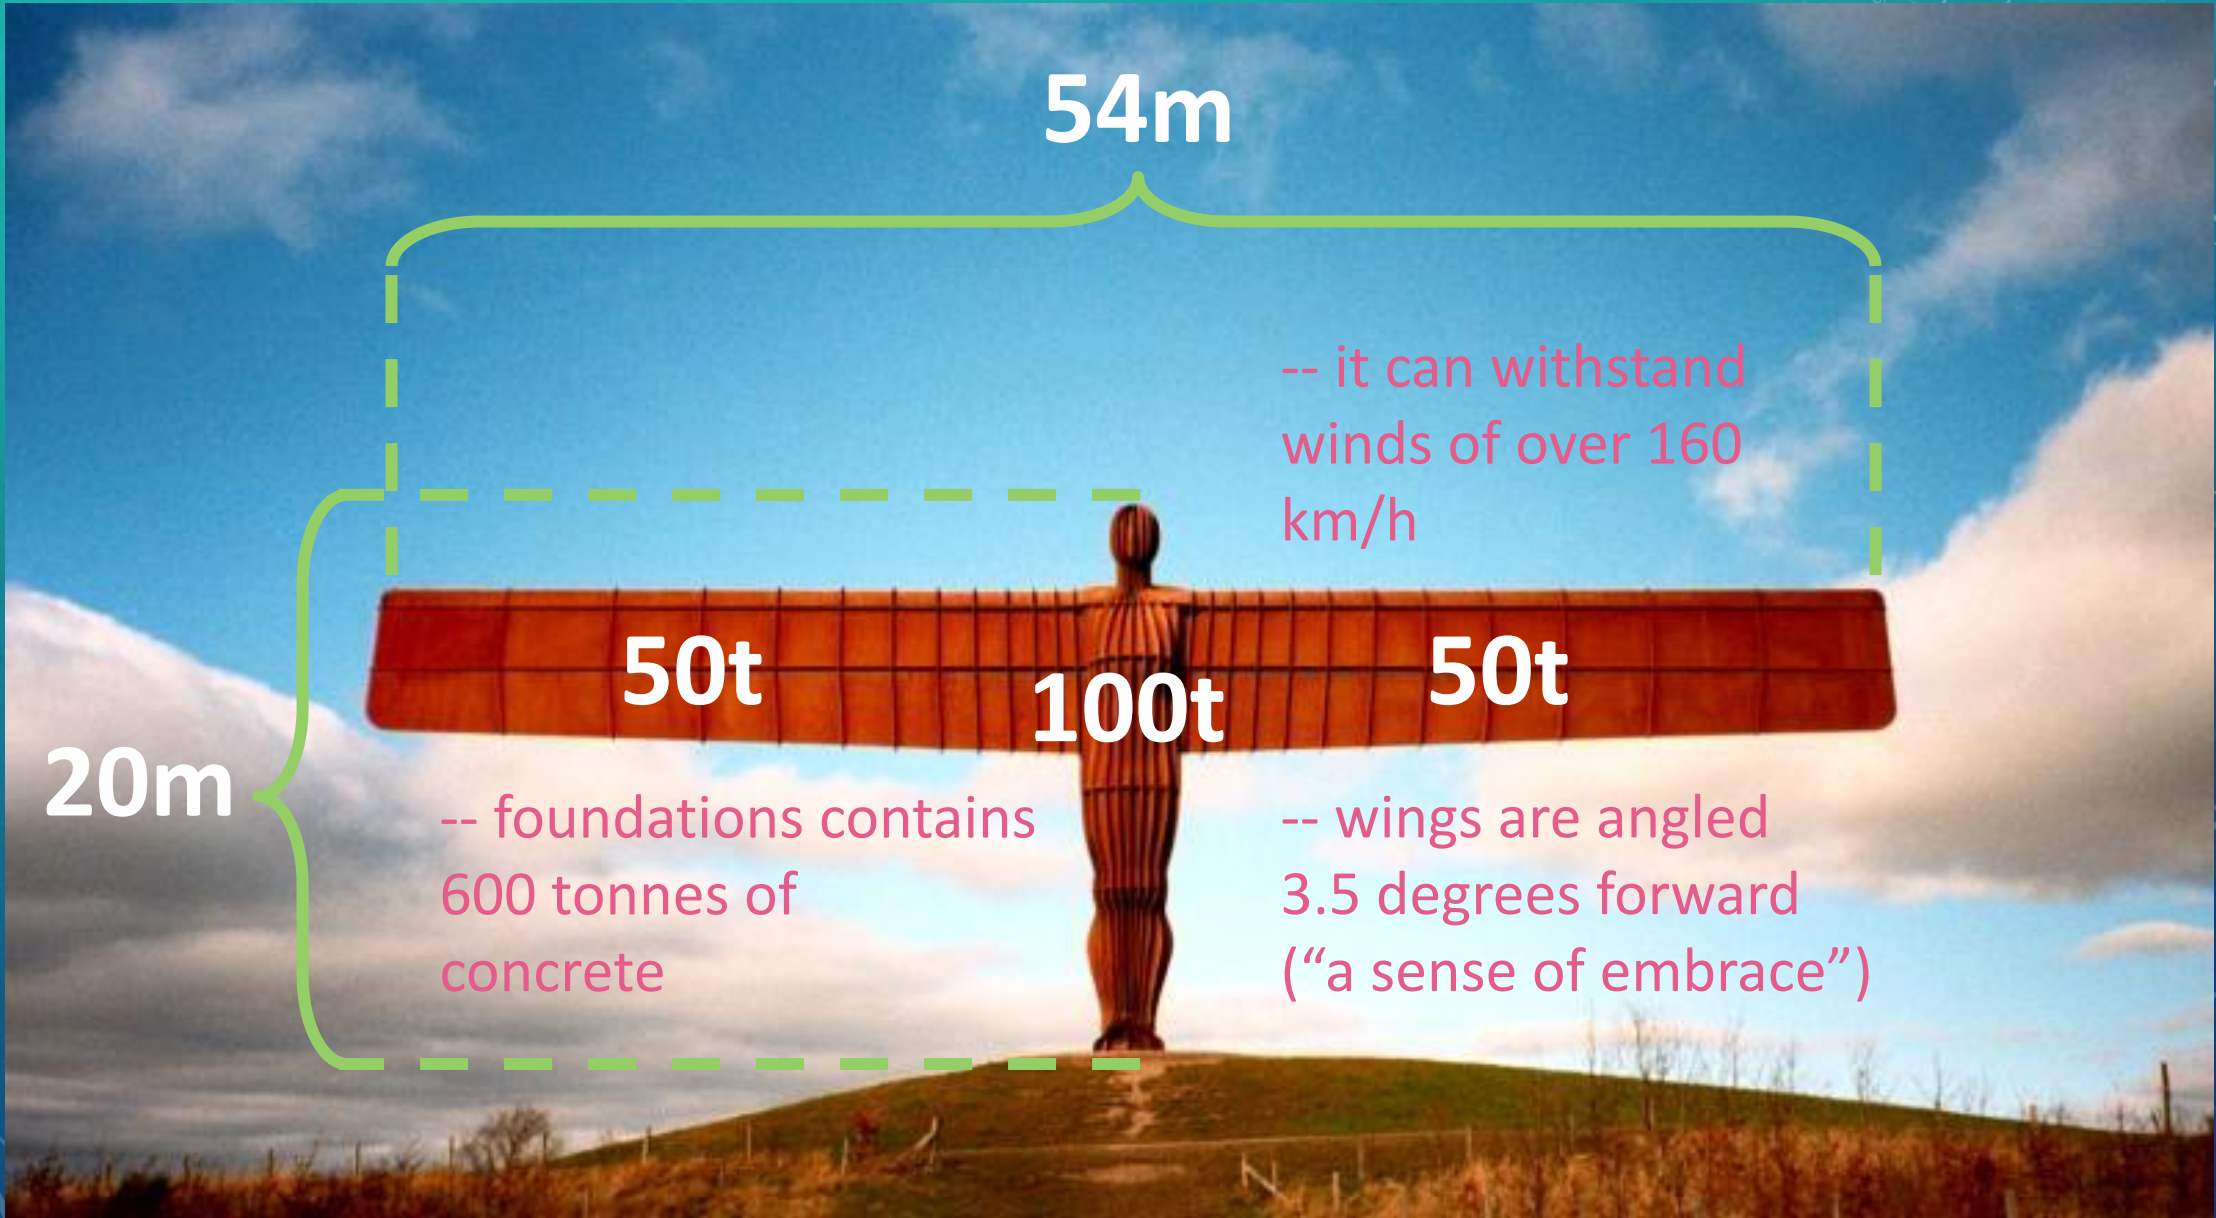 54m
-- it can withstand
winds of over 160
km/h
50t
100t
50t
20m
-- foundations contains
600 tonnes of
concrete
-- wings are angled
3.5 degrees forward
(“a sense of embrace”)